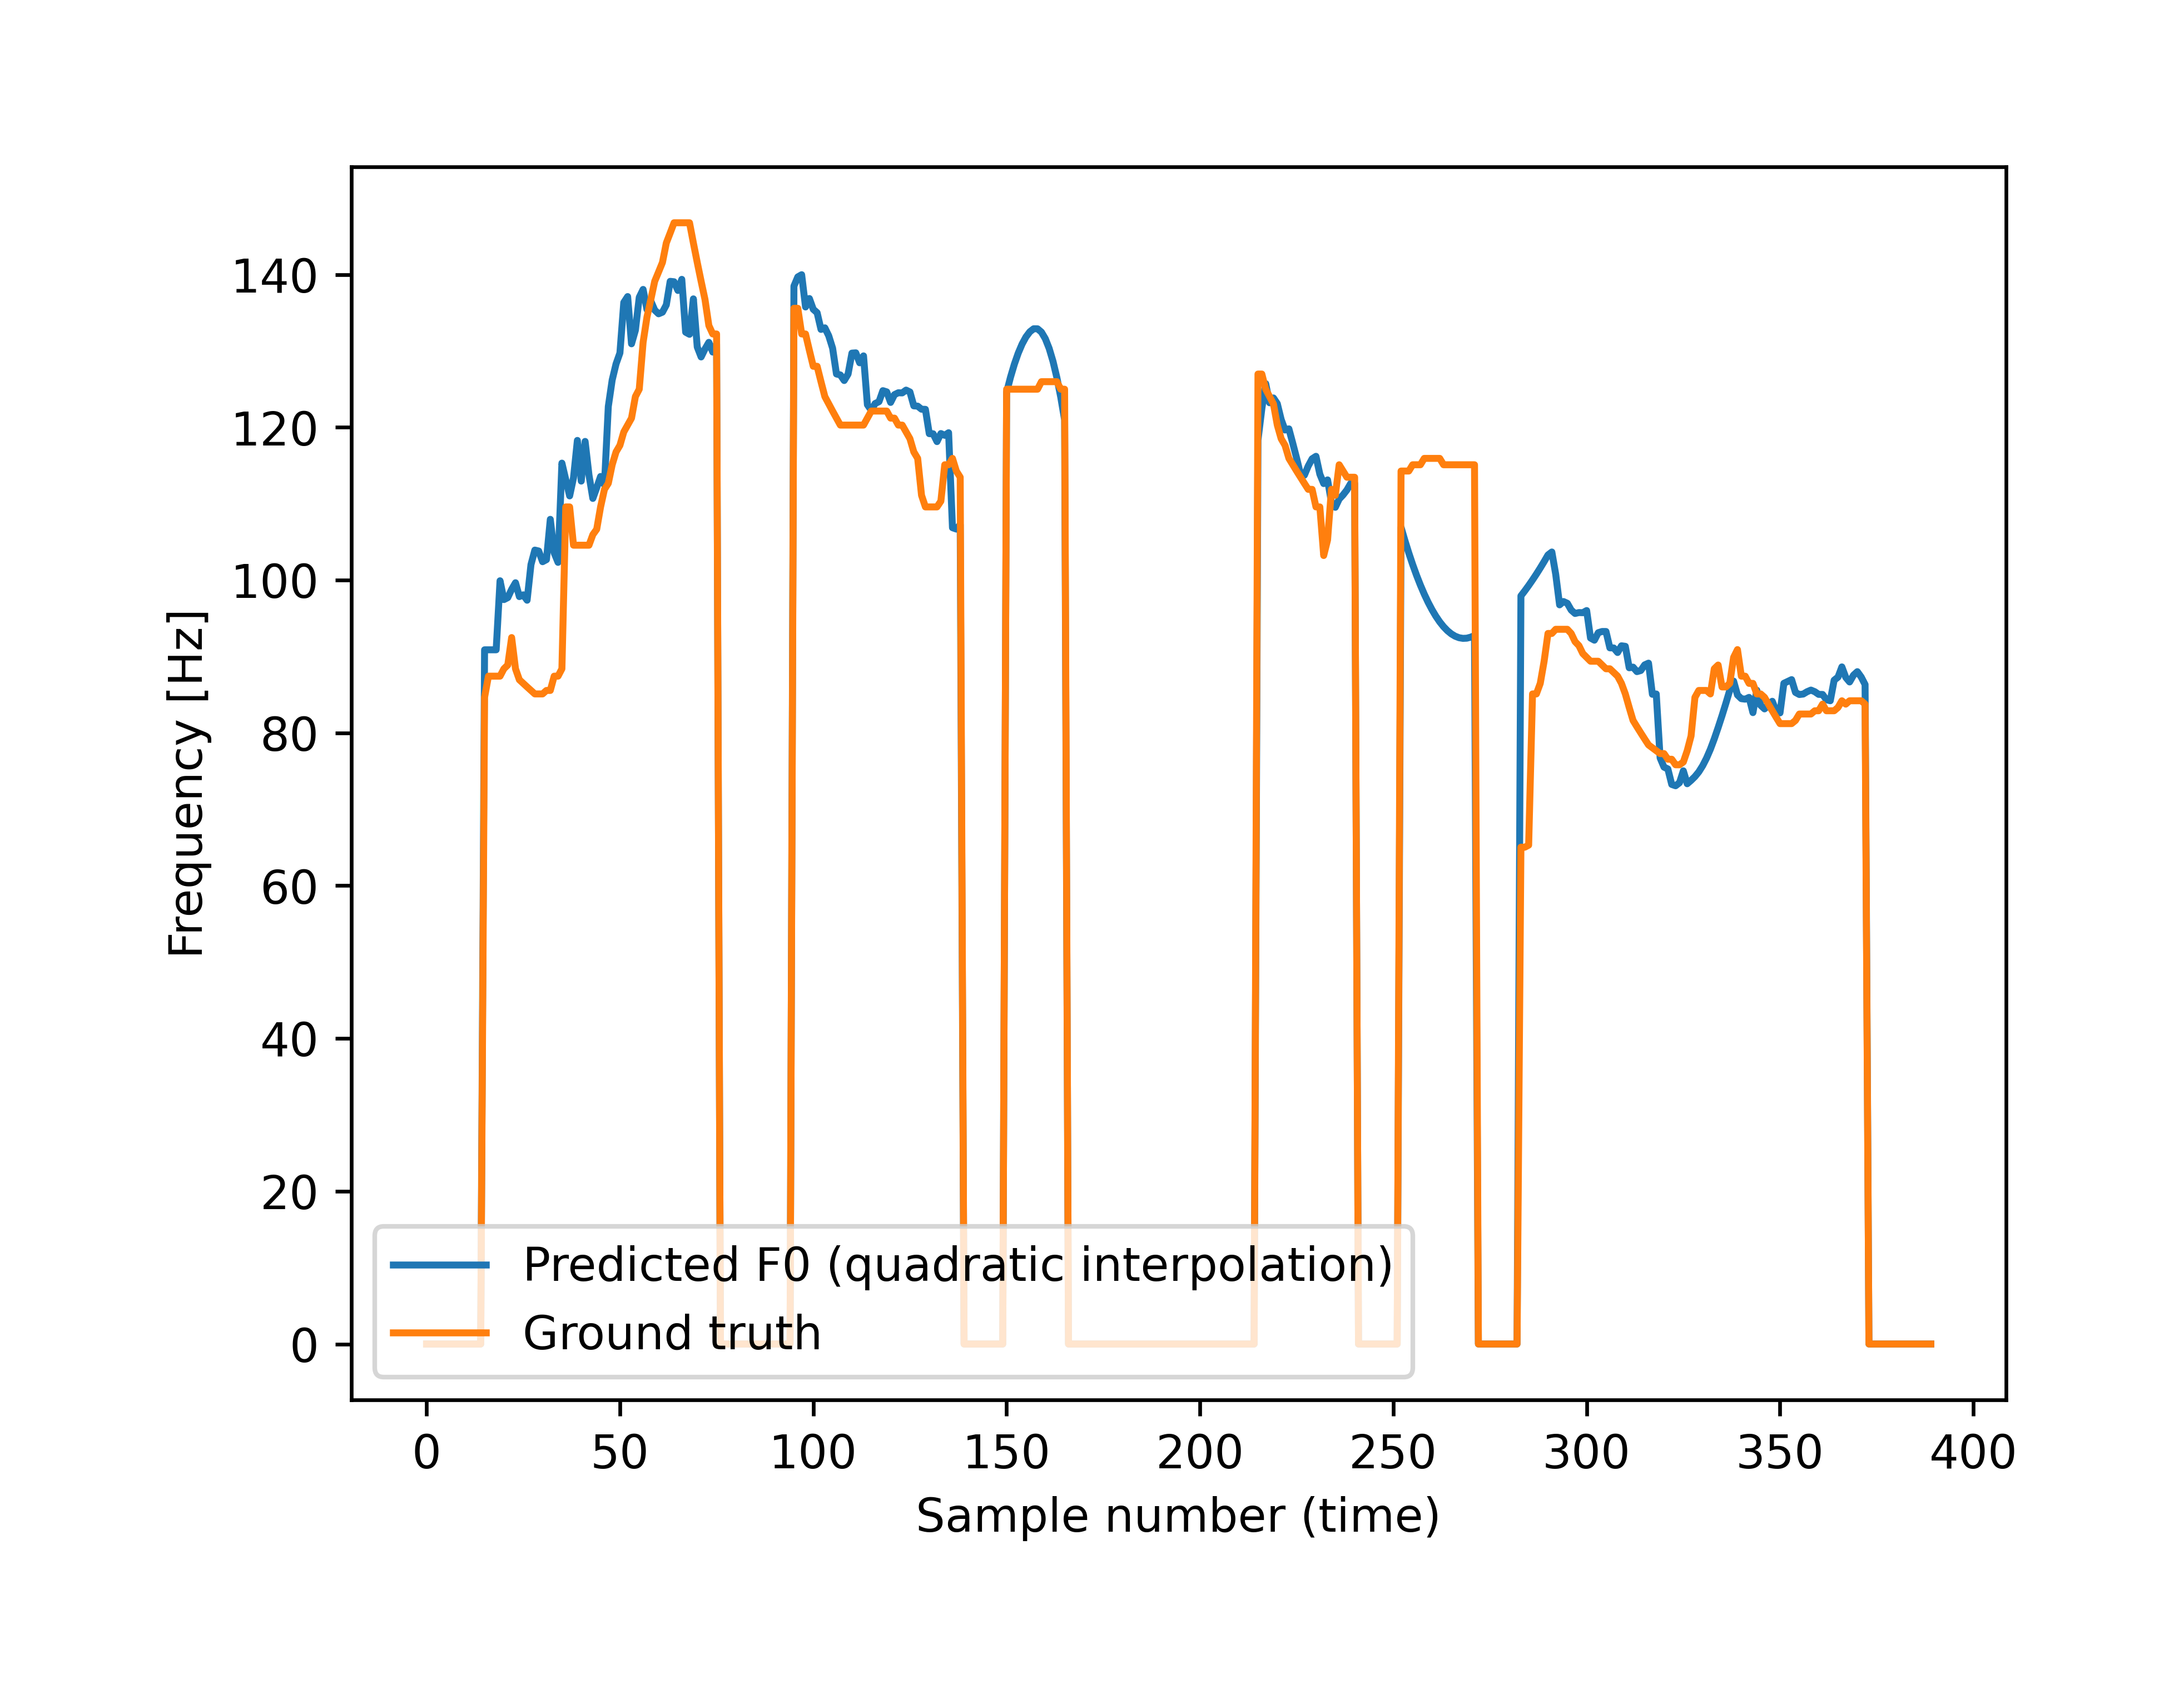 140
120
100
80
60
40
20
0
Frequency [Hz]
Predicted F0 (quadratic interpolation)
Ground truth
0 50 100 150 200 250 300 350 400
Sample number (time)